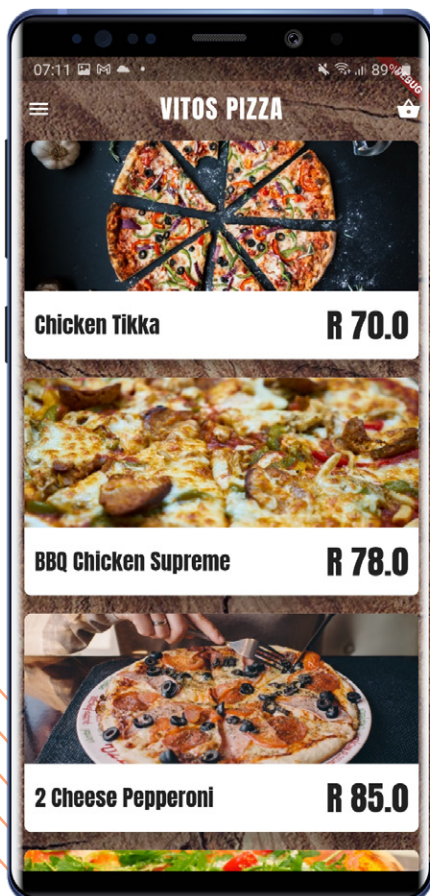 07:11 89%
DEBUG
VITOS PIZZA
Chicken Tikka R 70.0
BBQ Chicken Supreme R 78.0
2 Cheese Pepperoni R 85.0